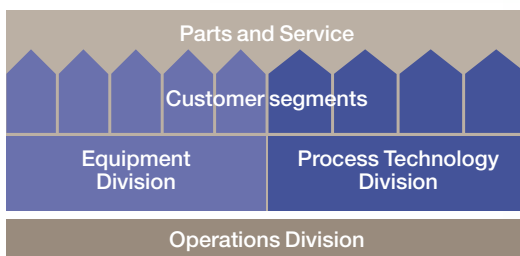 Parts and Service
Customer segments
Equipment
Division
Process Technology
Division
Operations Division